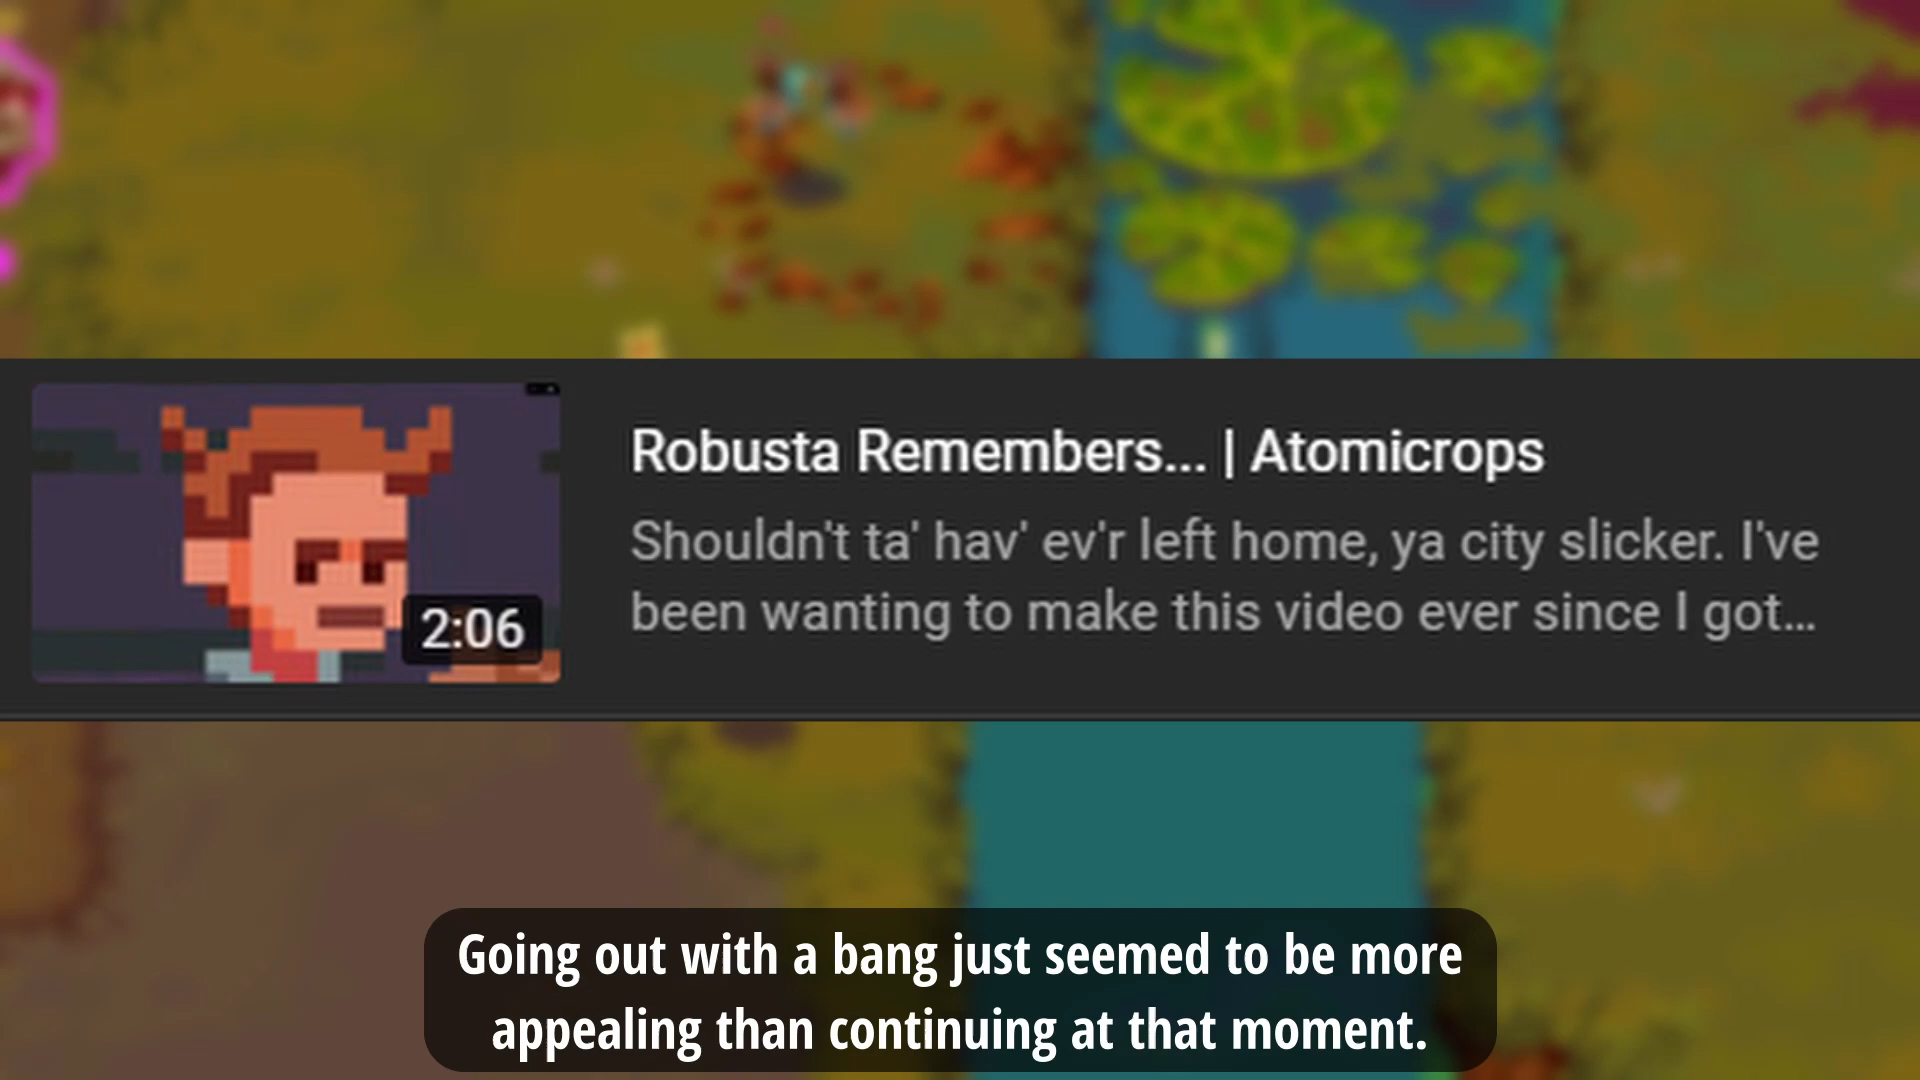 Robusta Remembers... | Atomicrops
Shouldn't ta' hav' ev'r left home, ya city slicker. I've
been wanting to make this video ever since I got...
2:06
Going out with a bang just seemed to be more
appealing than continuing at that moment.